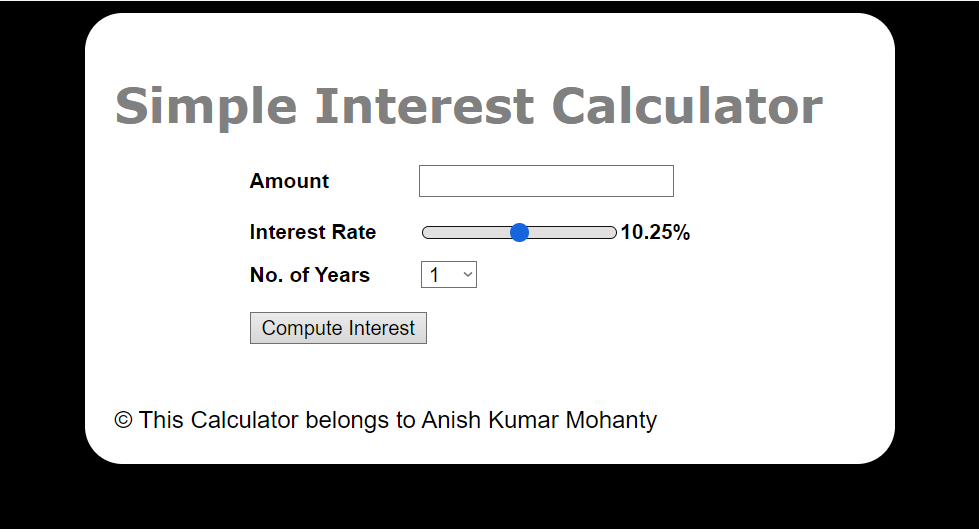 Simple Interest Calculator
Amount
Interest Rate 10.25%
No. of Years 1
Compute Interest
© This Calculator belongs to Anish Kumar Mohanty